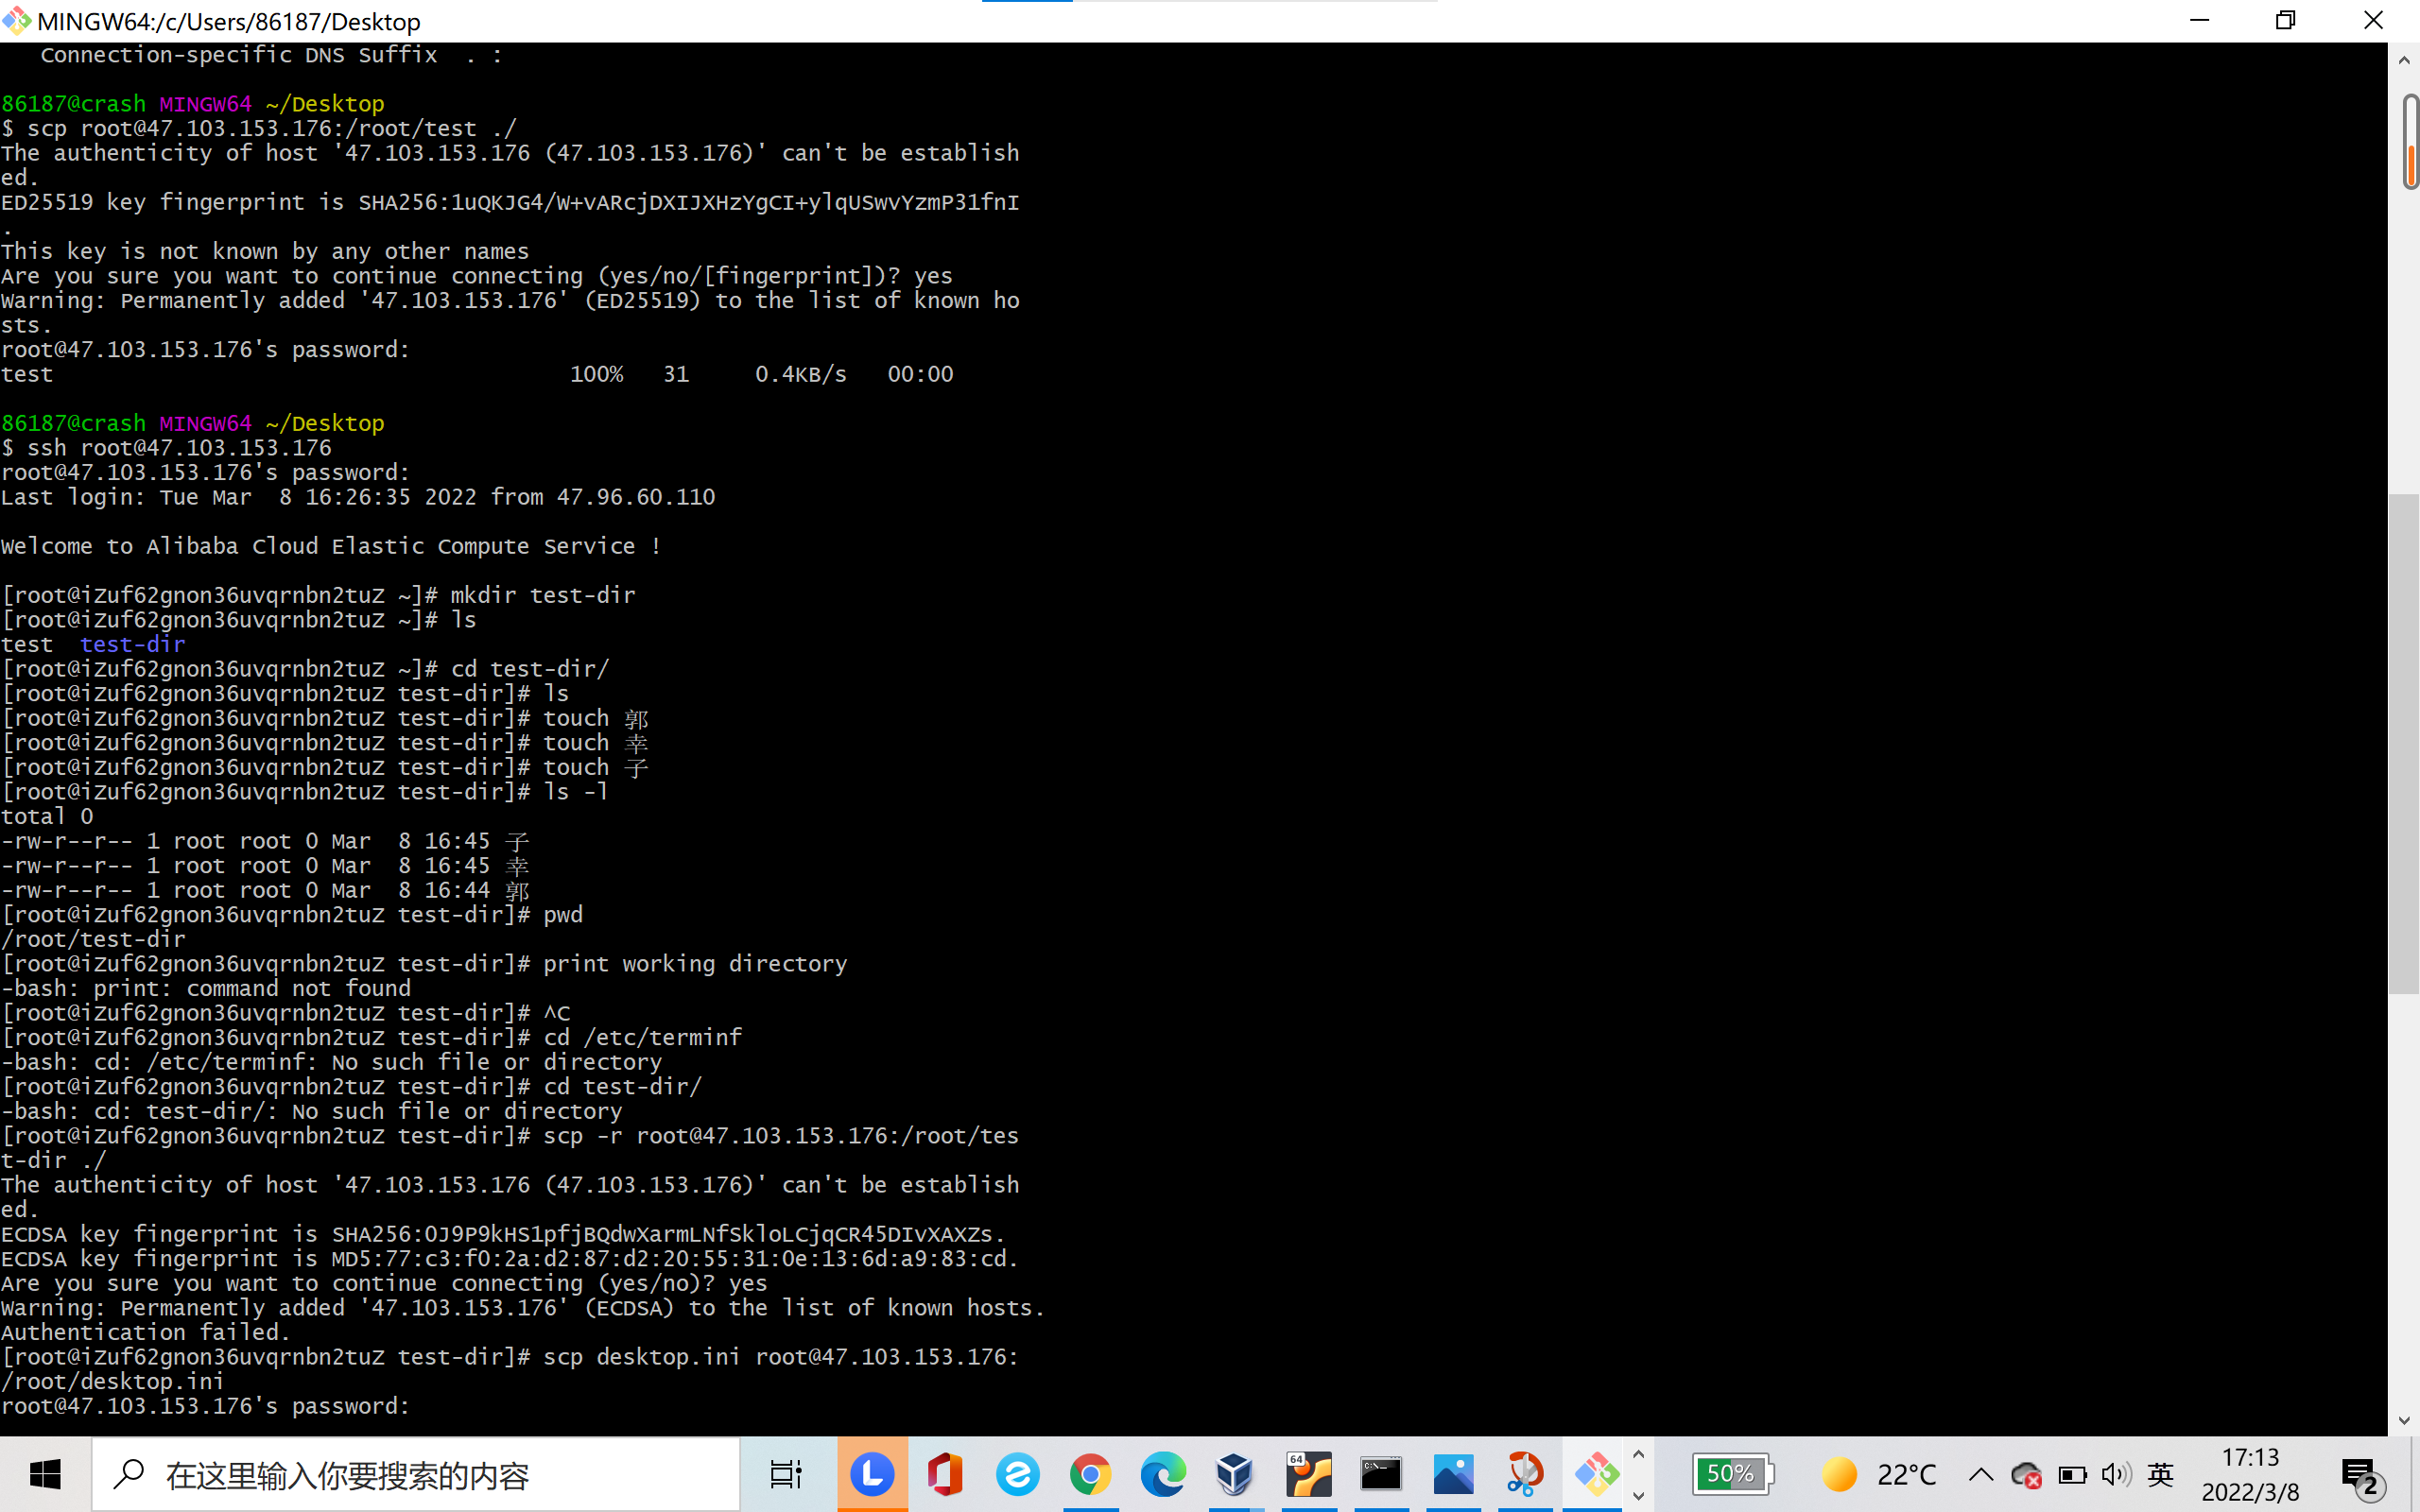 MINGW64:/c/Users/86187/Desktop
Connection-specific DNS Suffix  . :
86187@crash MINGW64 ~/Desktop
$ scp root@47.103.153.176:/root/test ./
The authenticity of host '47.103.153.176 (47.103.153.176)' can't be establish
ed.
ED25519 key fingerprint is SHA256:1uQKJG4/W+vARcjDXIJXHzYgCI+ylqUSwvYzmP31fnI
.
This key is not known by any other names
Are you sure you want to continue connecting (yes/no/[fingerprint])? yes
Warning: Permanently added '47.103.153.176' (ED25519) to the list of known ho
sts.
root@47.103.153.176's password:
test                                       100%   31     0.4KB/s   00:00
86187@crash MINGW64 ~/Desktop
$ ssh root@47.103.153.176
root@47.103.153.176's password:
Last login: Tue Mar  8 16:26:35 2022 from 47.96.60.110
Welcome to Alibaba Cloud Elastic Compute Service !
[root@iZuf62gnon36uvqrnbn2tuZ ~]# mkdir test-dir
[root@iZuf62gnon36uvqrnbn2tuZ ~]# ls
test  test-dir
[root@iZuf62gnon36uvqrnbn2tuZ ~]# cd test-dir/
[root@iZuf62gnon36uvqrnbn2tuZ test-dir]# ls
[root@iZuf62gnon36uvqrnbn2tuZ test-dir]# touch 郭
[root@iZuf62gnon36uvqrnbn2tuZ test-dir]# touch 幸
[root@iZuf62gnon36uvqrnbn2tuZ test-dir]# touch 子
[root@iZuf62gnon36uvqrnbn2tuZ test-dir]# ls -l
total 0
-rw-r--r-- 1 root root 0 Mar  8 16:45 子
-rw-r--r-- 1 root root 0 Mar  8 16:45 幸
-rw-r--r-- 1 root root 0 Mar  8 16:44 郭
[root@iZuf62gnon36uvqrnbn2tuZ test-dir]# pwd
/root/test-dir
[root@iZuf62gnon36uvqrnbn2tuZ test-dir]# print working directory
-bash: print: command not found
[root@iZuf62gnon36uvqrnbn2tuZ test-dir]# ^C
[root@iZuf62gnon36uvqrnbn2tuZ test-dir]# cd /etc/terminf
-bash: cd: /etc/terminf: No such file or directory
[root@iZuf62gnon36uvqrnbn2tuZ test-dir]# cd test-dir/
-bash: cd: test-dir/: No such file or directory
[root@iZuf62gnon36uvqrnbn2tuZ test-dir]# scp -r root@47.103.153.176:/root/tes
t-dir ./
The authenticity of host '47.103.153.176 (47.103.153.176)' can't be establish
ed.
ECDSA key fingerprint is SHA256:OJ9P9kHS1pfjBQdwXarmLNfSkloLCjqCR45DIvXAXZs.
ECDSA key fingerprint is MD5:77:c3:f0:2a:d2:87:d2:20:55:31:0e:13:6d:a9:83:cd.
Are you sure you want to continue connecting (yes/no)? yes
Warning: Permanently added '47.103.153.176' (ECDSA) to the list of known hosts.
Authentication failed.
[root@iZuf62gnon36uvqrnbn2tuZ test-dir]# scp desktop.ini root@47.103.153.176:
/root/desktop.ini
root@47.103.153.176's password:
在这里输入你要搜索的内容
64
50%
22°C
英
17:13
2022/3/8
2